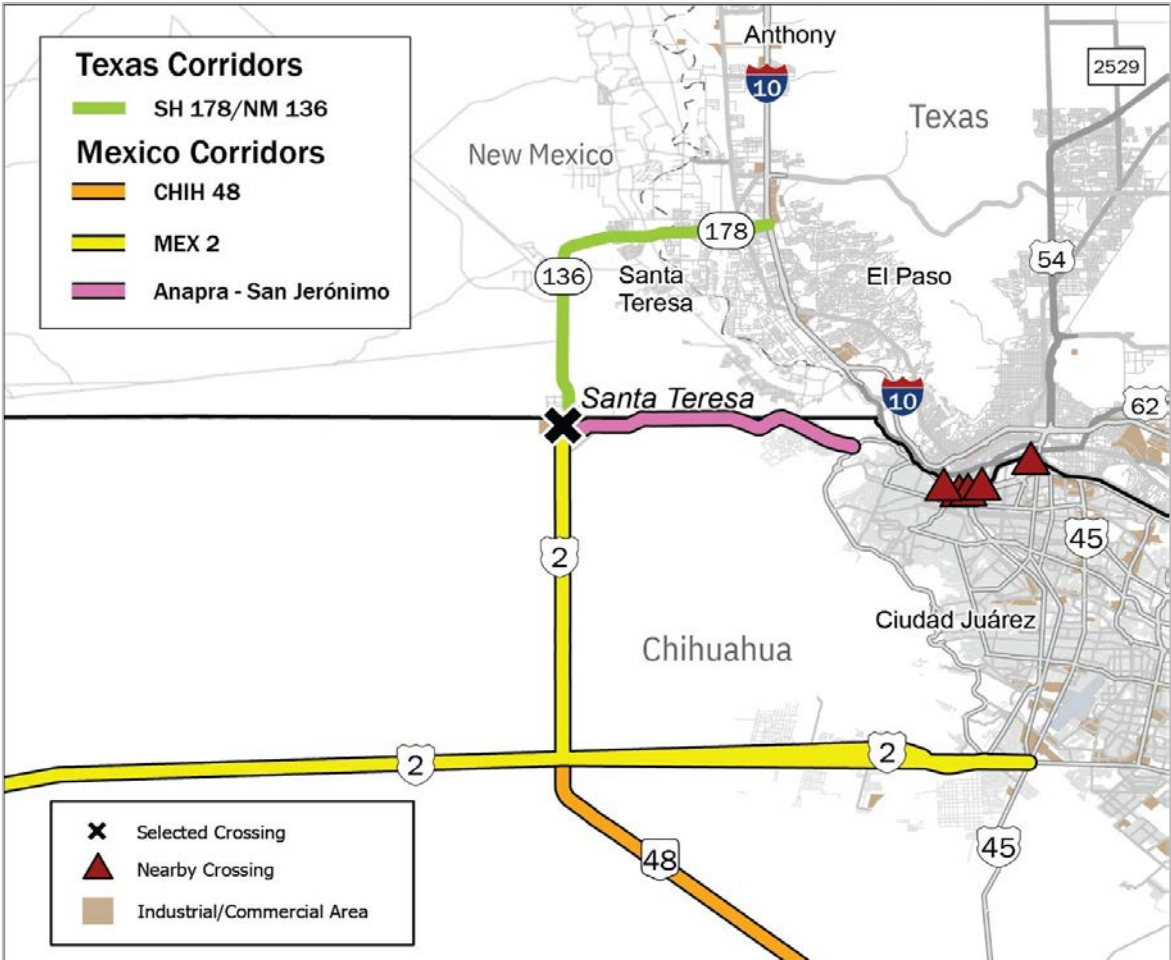 Texas Corridors
SH 178/NM 136
Mexico Corridors
CHIH 48
MEX 2
Anapra - San Jerónimo
Anthony
10
2529
Texas
New Mexico
178
54
136
Santa
Teresa
El Paso
Santa Teresa
10
62
45
2
Ciudad Juárez
Chihuahua
2
2
45
48
Selected Crossing
Nearby Crossing
Industrial/Commercial Area